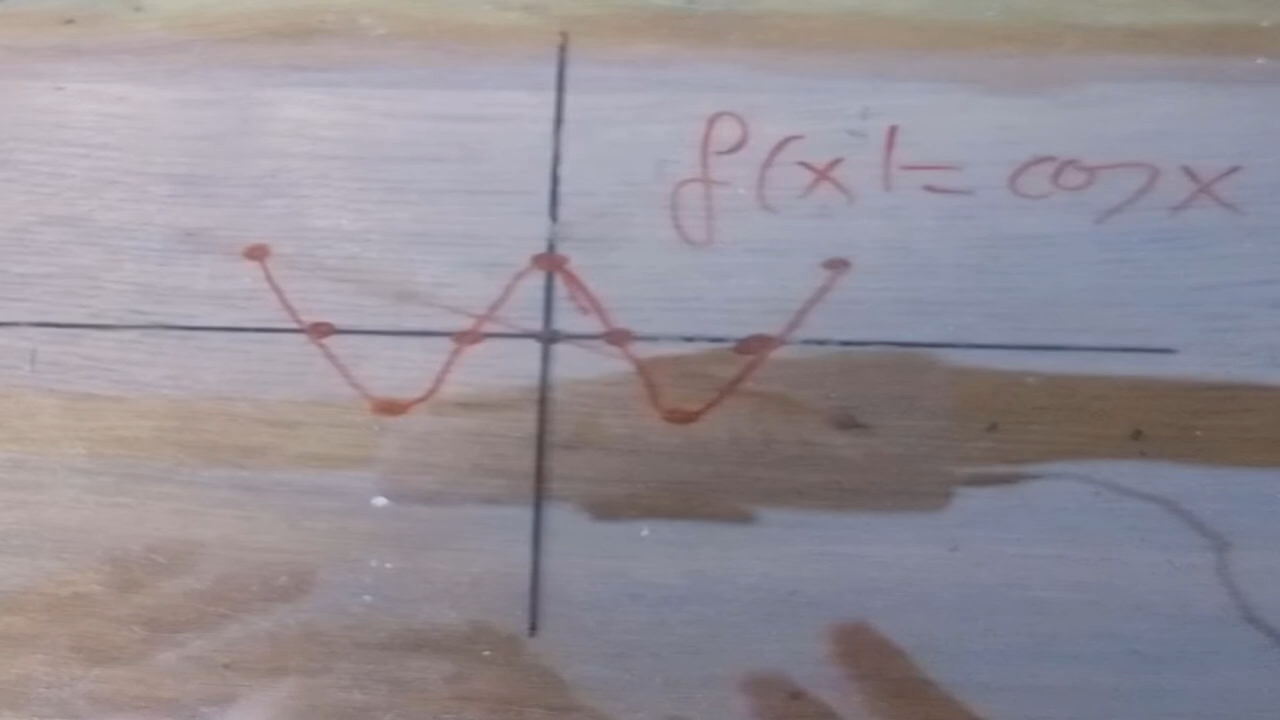 f(x)= cos x